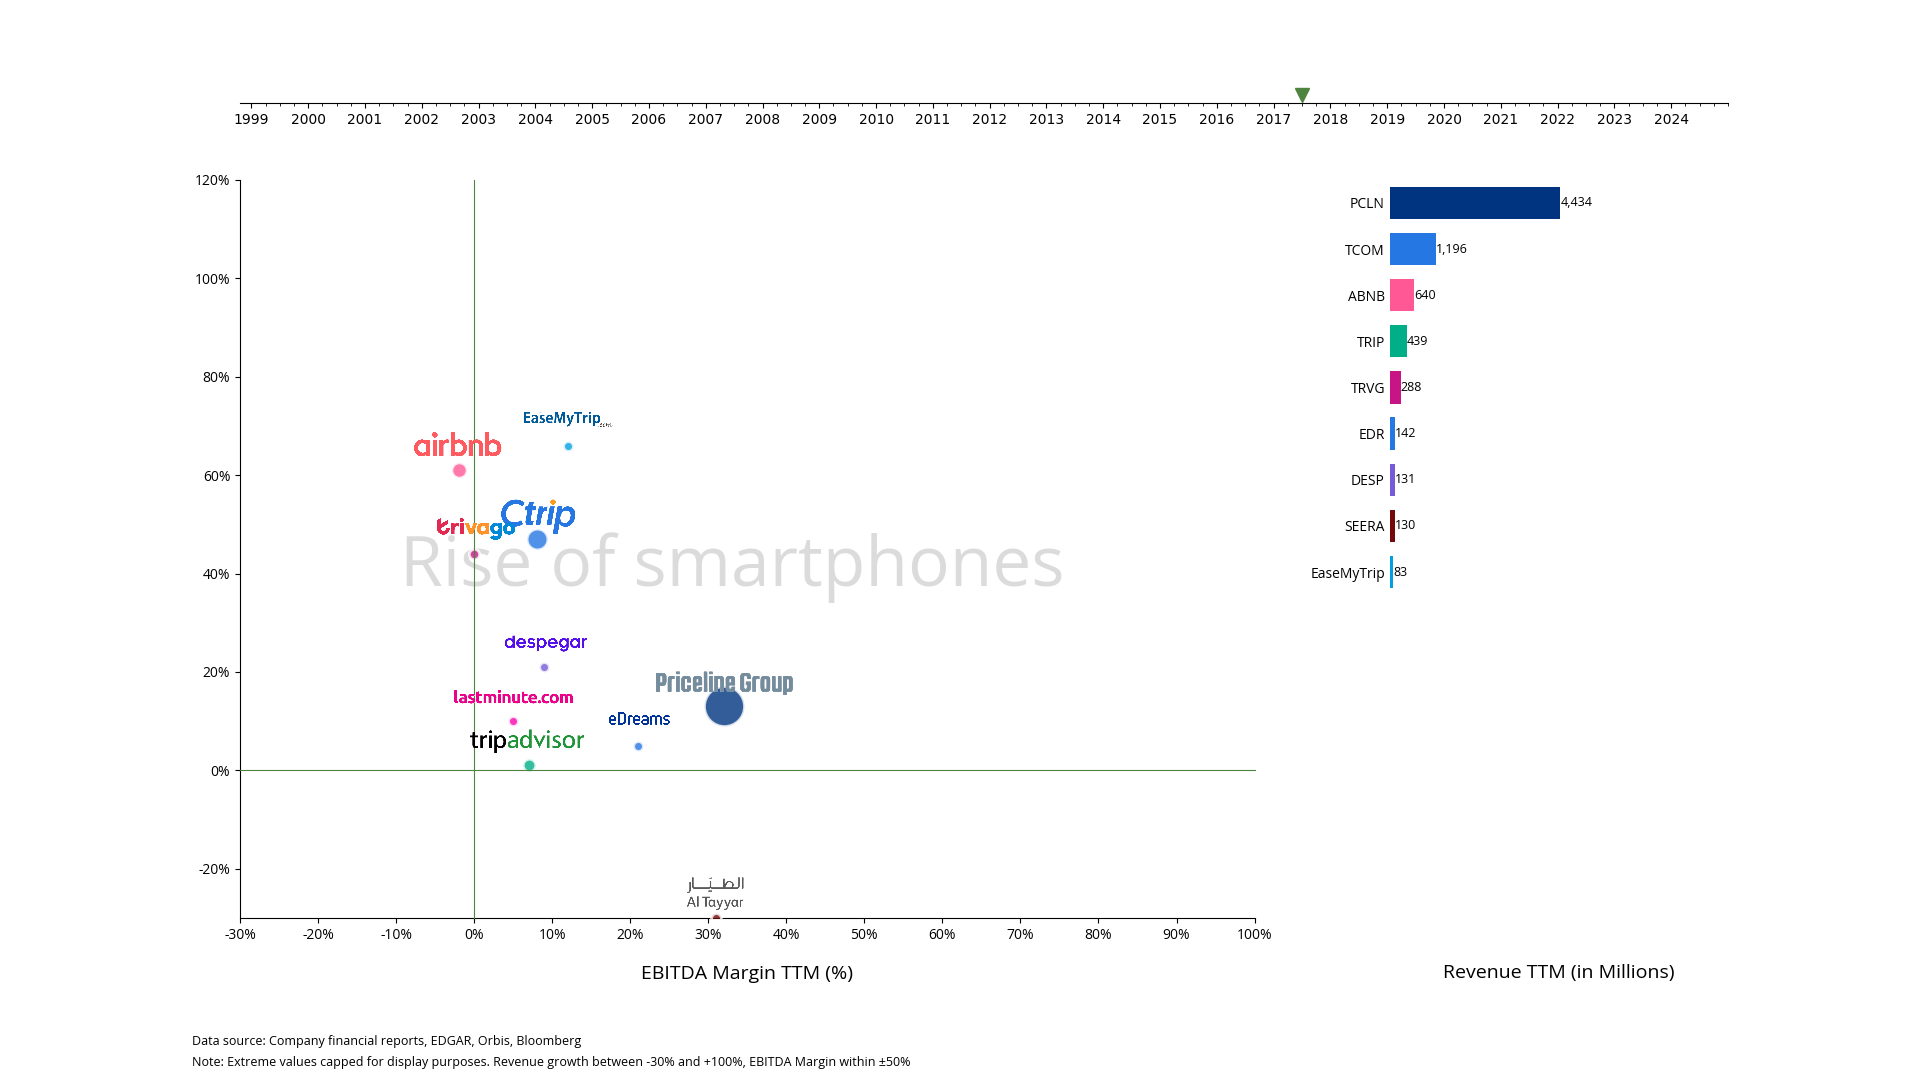 1999 2000 2001 2002 2003 2004 2005 2006 2007 2008 2009 2010 2011 2012 2013 2014 2015 2016 2017 2018 2019 2020 2021 2022 2023 2024
120%
100%
80%
60%
40%
20%
0%
-20%
-30% -20% -10% 0% 10% 20% 30% 40% 50% 60% 70% 80% 90% 100%
EBITDA Margin TTM (%)
Rise of smartphones
EaseMyTrip.com
airbnb
Ctrip
trivago
despegar
Priceline Group
lastminute.com
eDreams
tripadvisor
الطيّار
Al Tayyar
PCLN 4,434
TCOM 1,196
ABNB 640
TRIP 439
TRVG 288
EDR 142
DESP 131
SEERA 130
EaseMyTrip 83
Revenue TTM (in Millions)
Data source: Company financial reports, EDGAR, Orbis, Bloomberg
Note: Extreme values capped for display purposes. Revenue growth between -30% and +100%, EBITDA Margin within ±50%